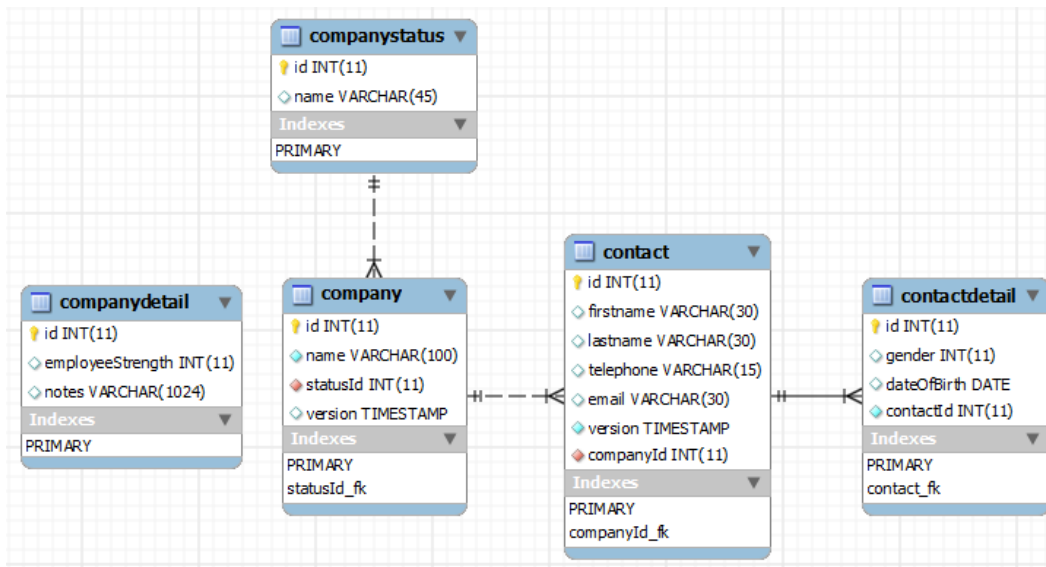 companystatus
id INT(11)
name VARCHAR(45)
Indexes
PRIMARY
companydetail
id INT(11)
employeeStrength INT(11)
notes VARCHAR(1024)
Indexes
PRIMARY
company
id INT(11)
name VARCHAR(100)
statusId INT(11)
version TIMESTAMP
Indexes
PRIMARY
statusId_fk
contact
id INT(11)
firstname VARCHAR(30)
lastname VARCHAR(30)
telephone VARCHAR(15)
email VARCHAR(30)
version TIMESTAMP
companyId INT(11)
Indexes
PRIMARY
companyId_fk
contactdetail
id INT(11)
gender INT(11)
dateOfBirth DATE
contactId INT(11)
Indexes
PRIMARY
contact_fk